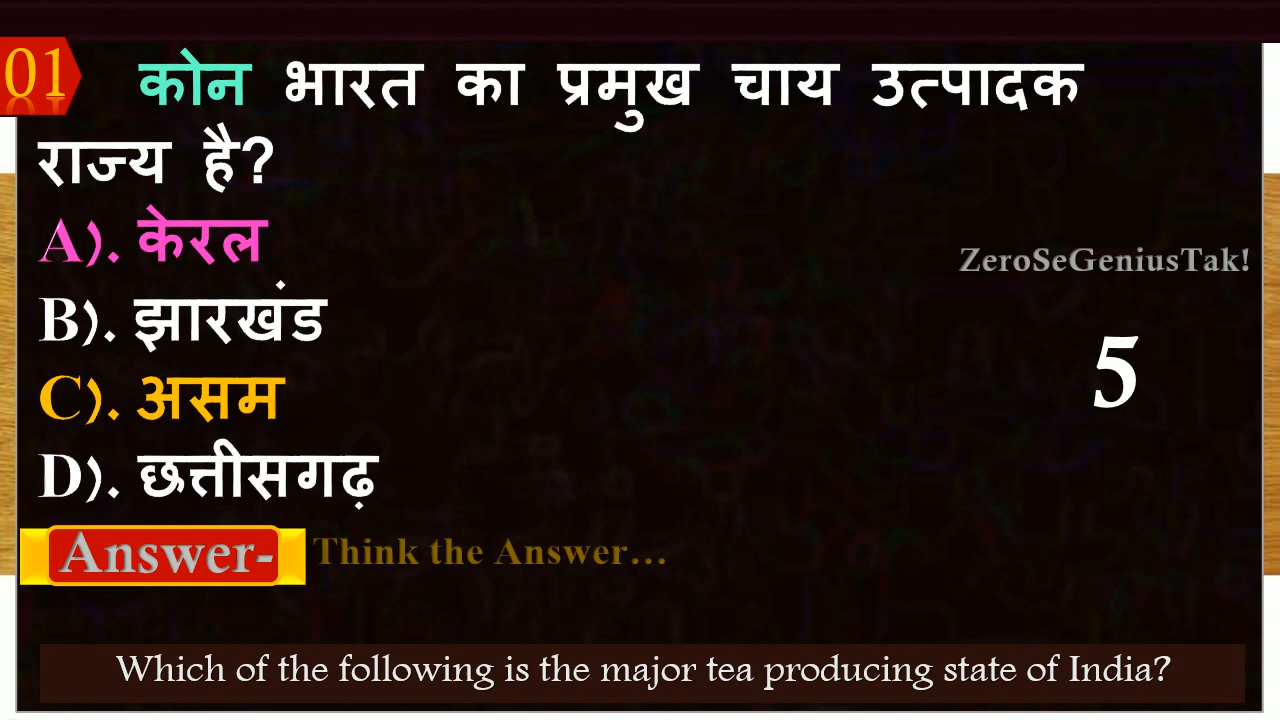 01
कोन भारत का प्रमुख चाय उत्पादक
राज्य है?
A). केरल
B). झारखंड
C). असम
D). छत्तीसगढ़
ZeroSeGeniusTak!
5
Answer- Think the Answer...
Which of the following is the major tea producing state of India?